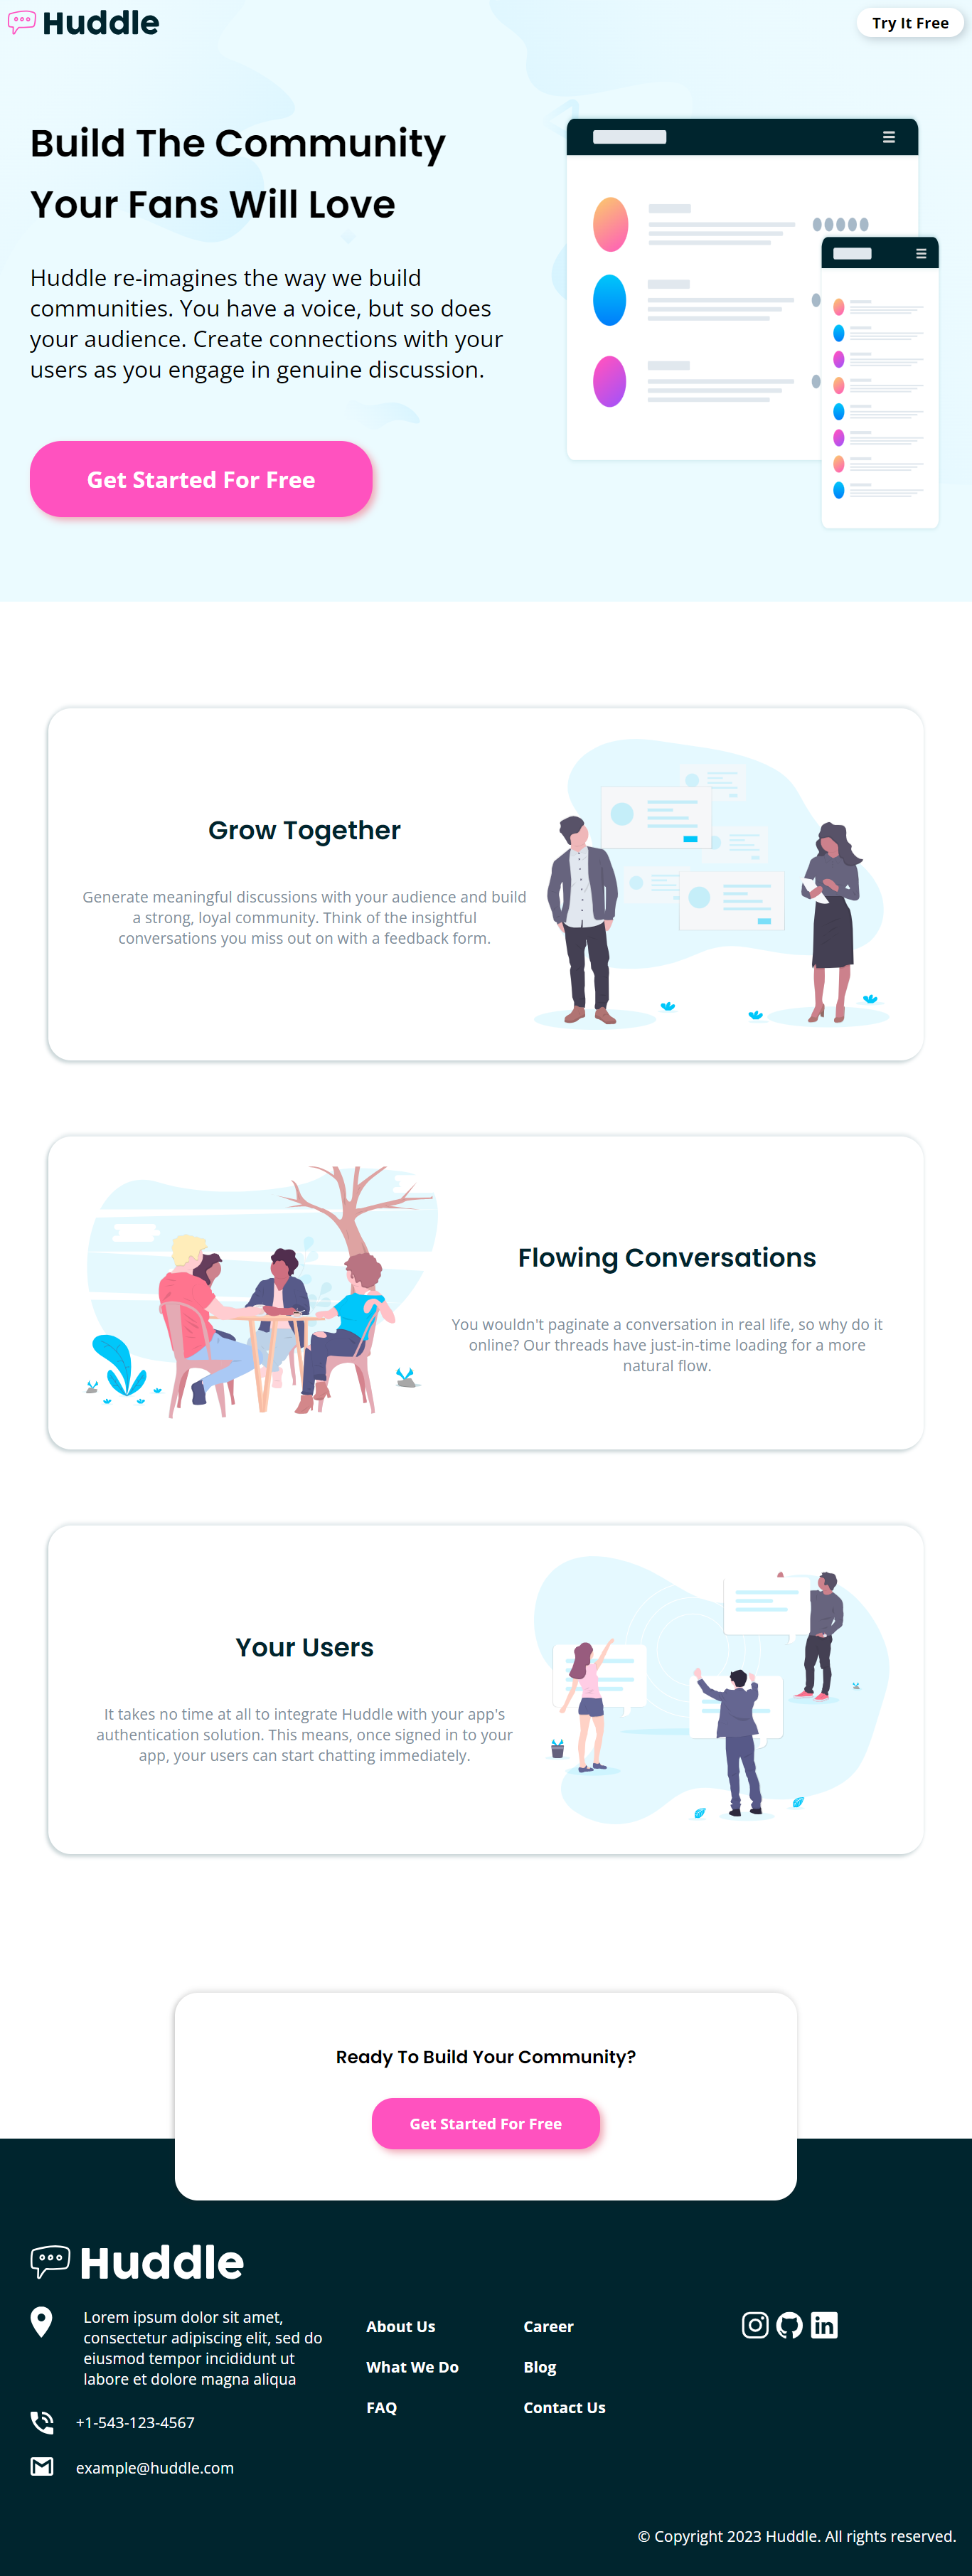 Huddle
Try It Free
Build The Community
Your Fans Will Love
Huddle re-imagines the way we build
communities. You have a voice, but so does
your audience. Create connections with your
users as you engage in genuine discussion.
Get Started For Free
Grow Together
Generate meaningful discussions with your audience and build
a strong, loyal community. Think of the insightful
conversations you miss out on with a feedback form.
Flowing Conversations
You wouldn't paginate a conversation in real life, so why do it
online? Our threads have just-in-time loading for a more
natural flow.
Your Users
It takes no time at all to integrate Huddle with your app's
authentication solution. This means, once signed in to your
app, your users can start chatting immediately.
Ready To Build Your Community?
Get Started For Free
Huddle
Lorem ipsum dolor sit amet,
consectetur adipiscing elit, sed do
eiusmod tempor incididunt ut
labore et dolore magna aliqua
+1-543-123-4567
example@huddle.com
About Us
What We Do
FAQ
Career
Blog
Contact Us
© Copyright 2023 Huddle. All rights reserved.